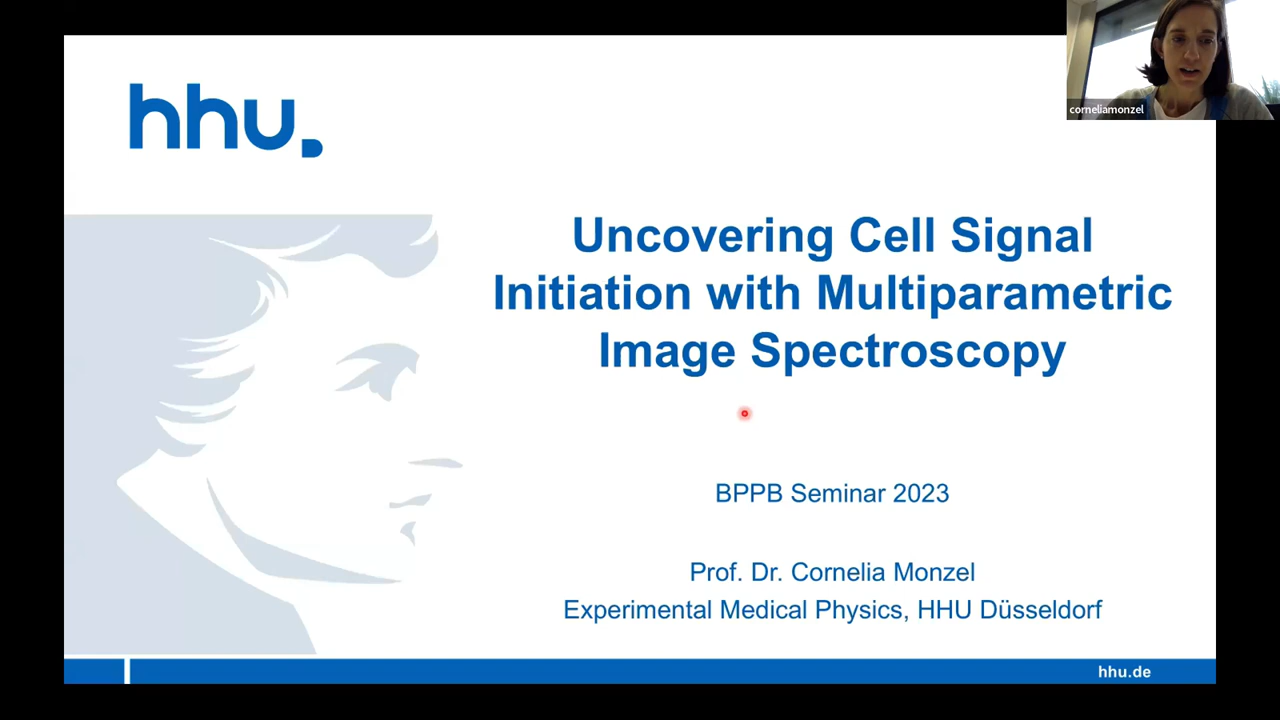 hhu.
corneliamonzel
Uncovering Cell Signal
Initiation with Multiparametric
Image Spectroscopy
BPPB Seminar 2023
Prof. Dr. Cornelia Monzel
Experimental Medical Physics, HHU Düsseldorf
hhu.de